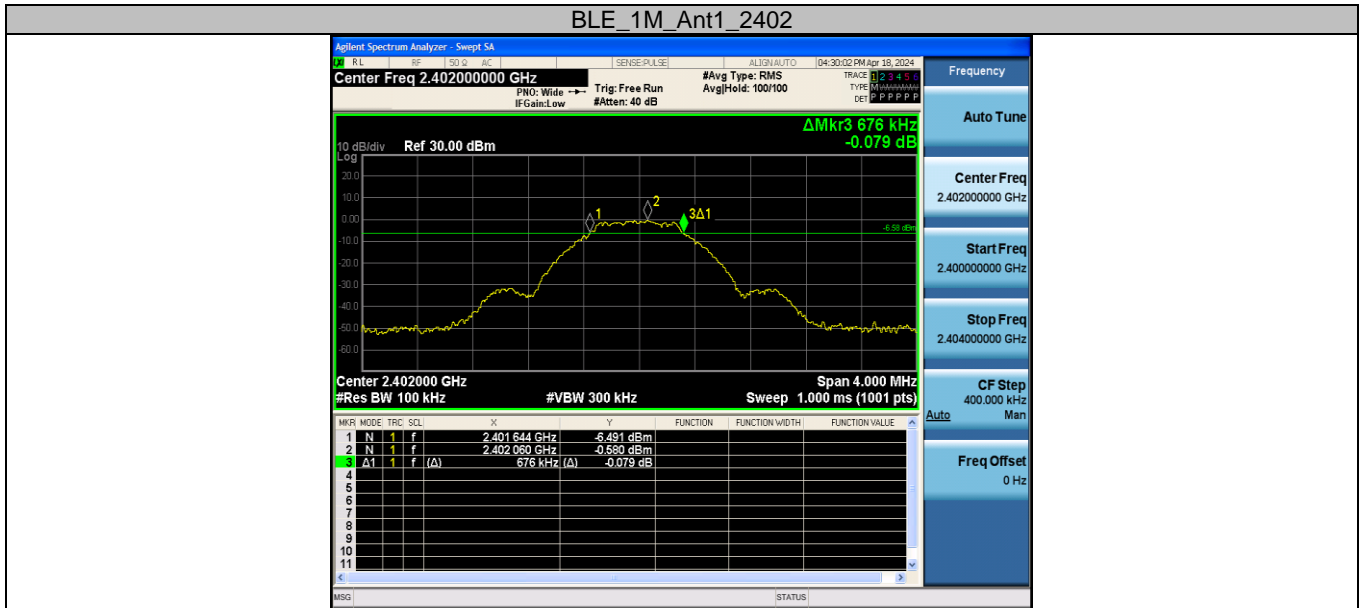 BLE_1M_Ant1_2402
Agilent Spectrum Analyzer - Swept SA
RL RF 50 Ω AC SENSE:PULSE ALIGNAUTO 04:30:02 PM Apr 18, 2024
Center Freq 2.402000000 GHz
PNO: Wide
IFGain:Low
Trig: Free Run
#Atten: 40 dB
#Avg Type: RMS
Avg|Hold: 100/100
TRACE 1 2 3 4 5 6
TYPE M
DET P P P P P P
ΔMkr3 676 kHz
-0.079 dB
10 dB/div Ref 30.00 dBm
Log
20.0
10.0
0.00
-10.0
-20.0
-30.0
-40.0
-50.0
-60.0
1
2
3Δ1
-6.58 dBm
Center 2.402000 GHz Span 4.000 MHz
#Res BW 100 kHz #VBW 300 kHz Sweep 1.000 ms (1001 pts)
MKR MODE TRC SCL X Y FUNCTION FUNCTION WIDTH FUNCTION VALUE
1 N 1 f 2.401 644 GHz -6.491 dBm
2 N 1 f 2.402 060 GHz -0.580 dBm
3 Δ1 1 f (Δ) 676 kHz (Δ) -0.079 dB
4
5
6
7
8
9
10
11
MSG STATUS
Frequency
Auto Tune
Center Freq
2.402000000 GHz
Start Freq
2.400000000 GHz
Stop Freq
2.404000000 GHz
CF Step
400.000 kHz
Auto Man
Freq Offset
0 Hz